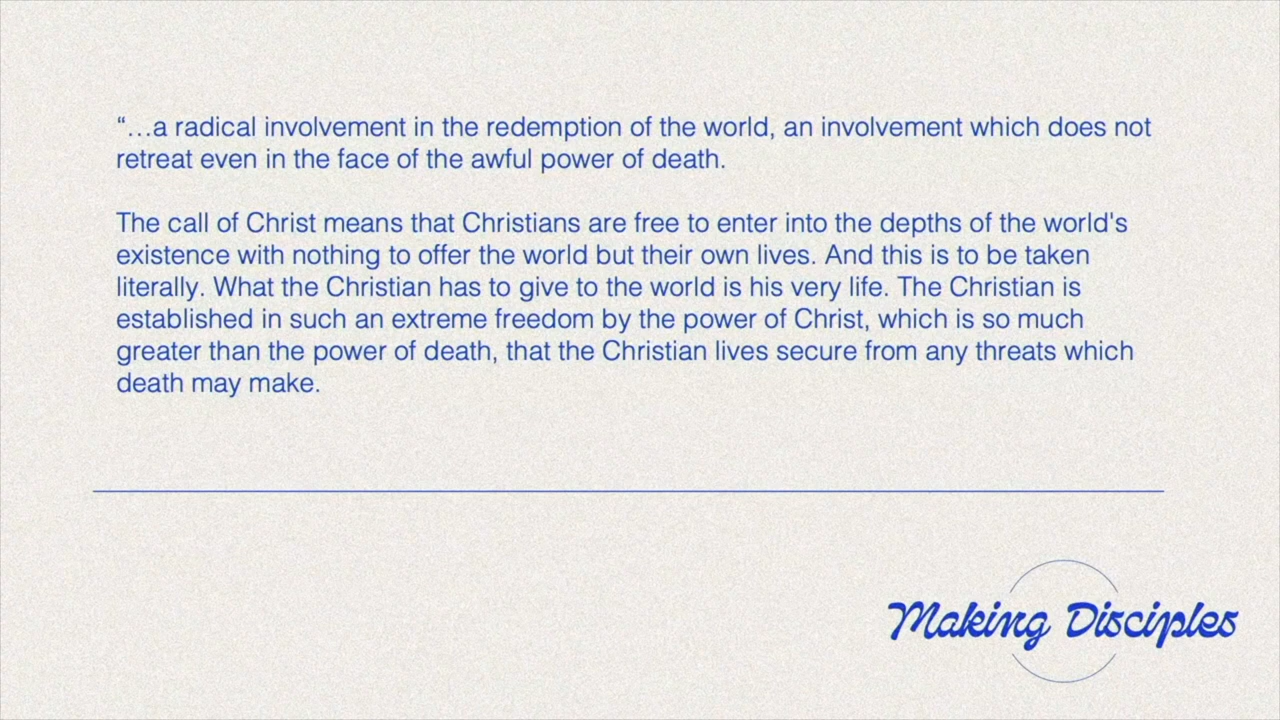 “…a radical involvement in the redemption of the world, an involvement which does not
retreat even in the face of the awful power of death.
The call of Christ means that Christians are free to enter into the depths of the world's
existence with nothing to offer the world but their own lives. And this is to be taken
literally. What the Christian has to give to the world is his very life. The Christian is
established in such an extreme freedom by the power of Christ, which is so much
greater than the power of death, that the Christian lives secure from any threats which
death may make.
Making Disciples